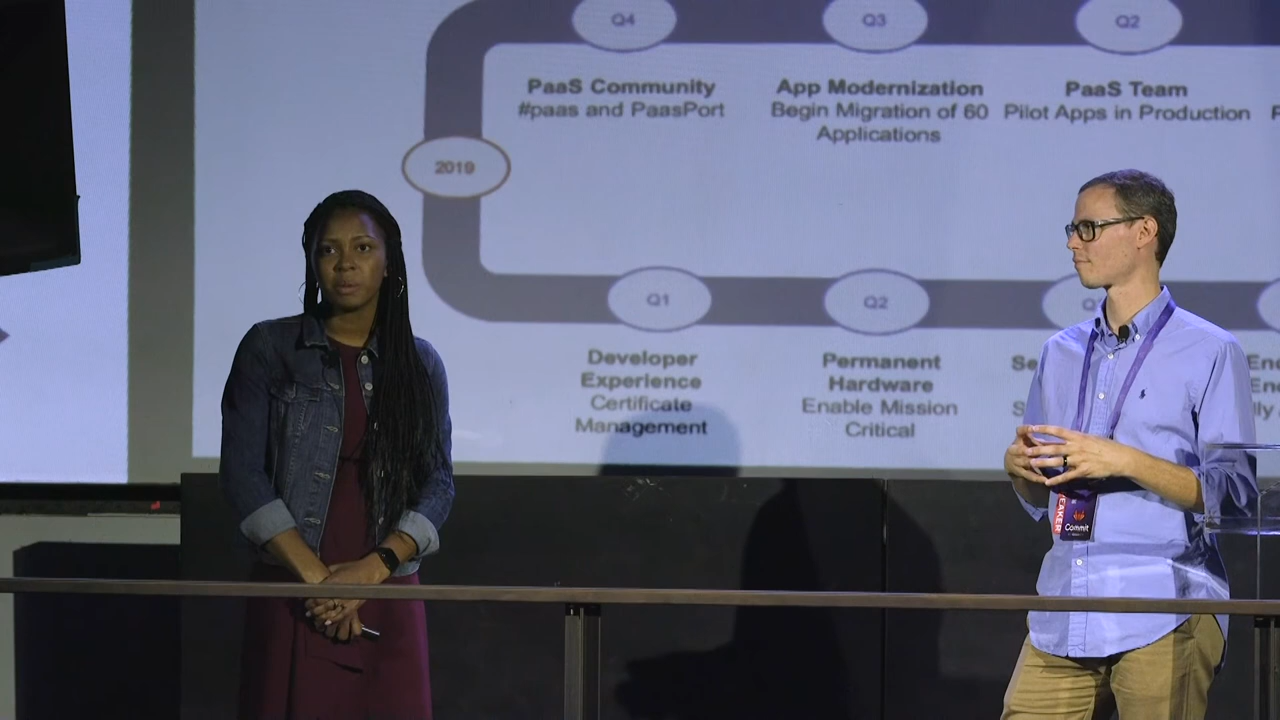 Q4
Q3
Q2
PaaS Community
#paas and PaasPort
App Modernization
Begin Migration of 60
Applications
PaaS Team
Pilot Apps in Production
2019
Q1
Q2
Developer
Experience
Certificate
Management
Permanent
Hardware
Enable Mission
Critical
EAKER
Commit